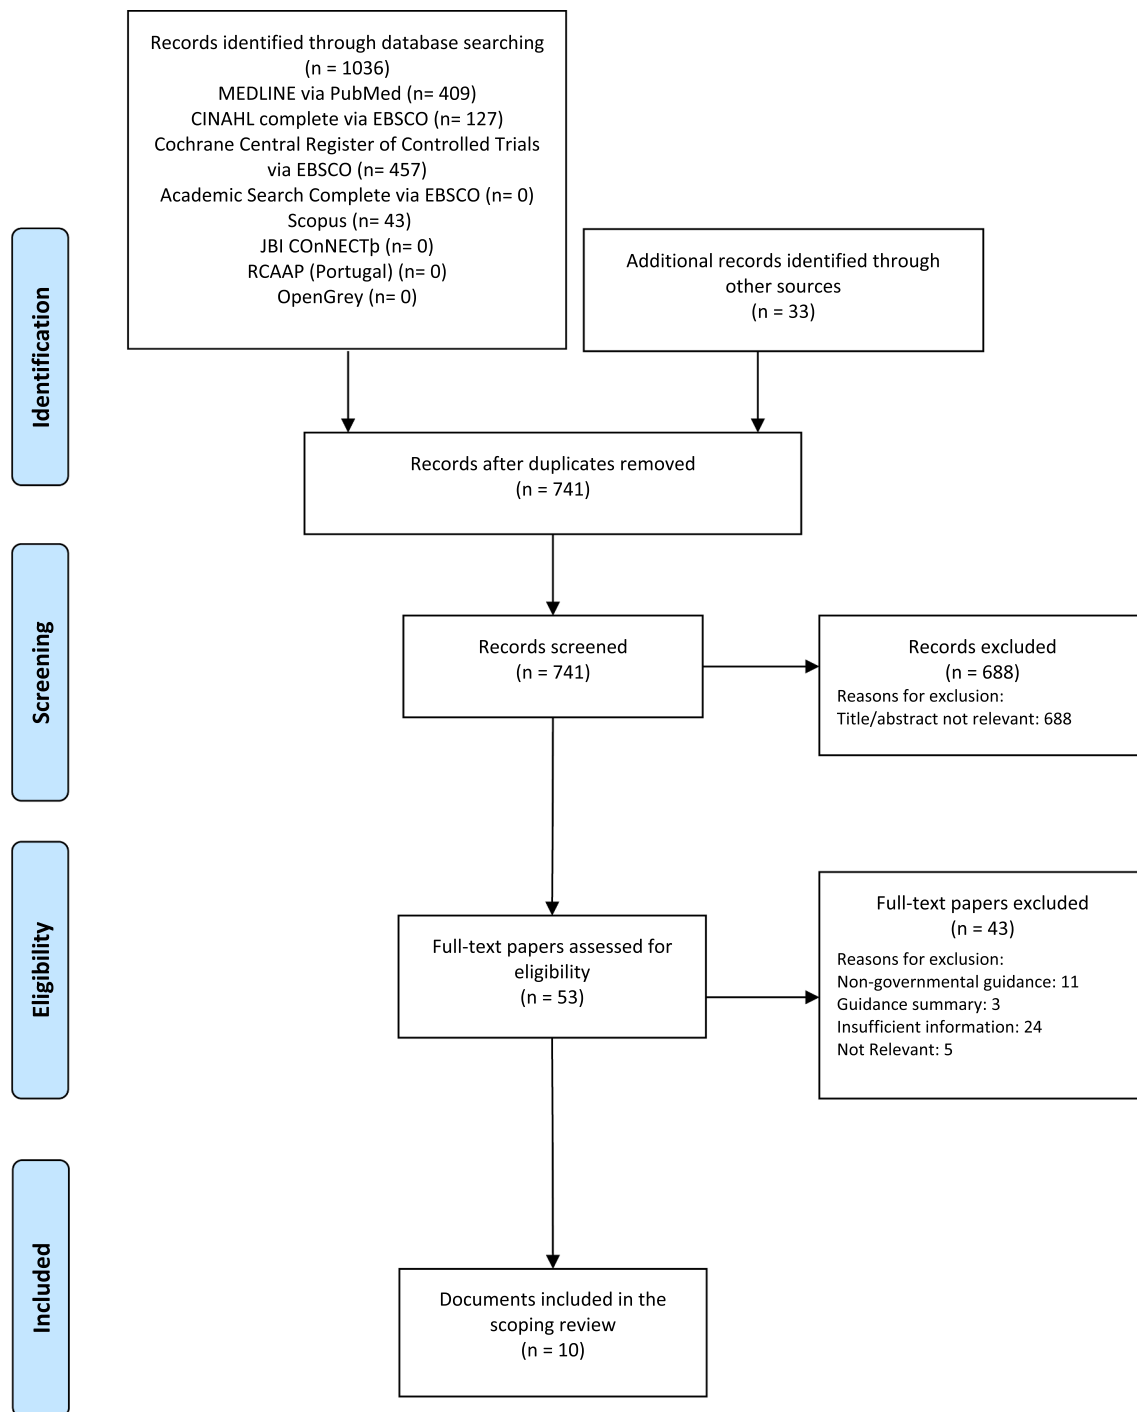 Records identified through database searching
(n = 1036)
MEDLINE via PubMed (n= 409)
CINAHL complete via EBSCO (n= 127)
Cochrane Central Register of Controlled Trials
via EBSCO (n= 457)
Academic Search Complete via EBSCO (n= 0)
Scopus (n= 43)
JBI COnNECTþ (n= 0)
RCAAP (Portugal) (n= 0)
OpenGrey (n= 0)
Additional records identified through
other sources
(n = 33)
Identification
Records after duplicates removed
(n = 741)
Screening
Records screened
(n = 741)
Records excluded
(n = 688)
Reasons for exclusion:
Title/abstract not relevant: 688
Eligibility
Full-text papers assessed for
eligibility
(n = 53)
Full-text papers excluded
(n = 43)
Reasons for exclusion:
Non-governmental guidance: 11
Guidance summary: 3
Insufficient information: 24
Not Relevant: 5
Included
Documents included in the
scoping review
(n = 10)